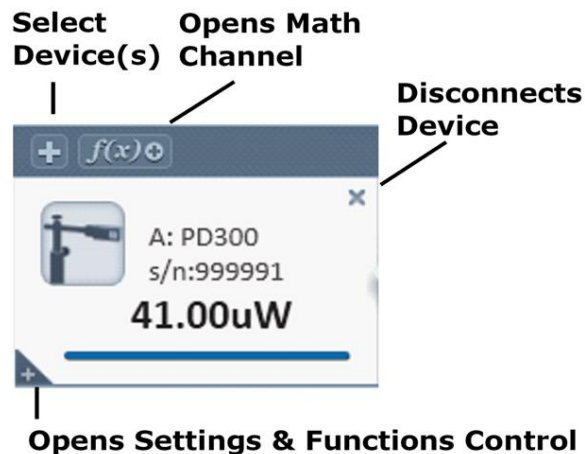 Select
Device(s)
Opens Math
Channel
Disconnects
Device
+ f(x)+
×
A: PD300
s/n:999991
41.00uW
+
Opens Settings & Functions Control